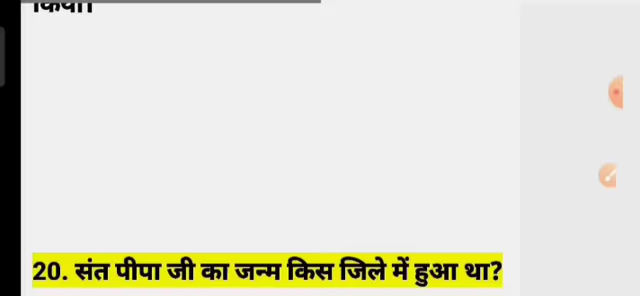 किया।
20. संत पीपा जी का जन्म किस जिले में हुआ था?